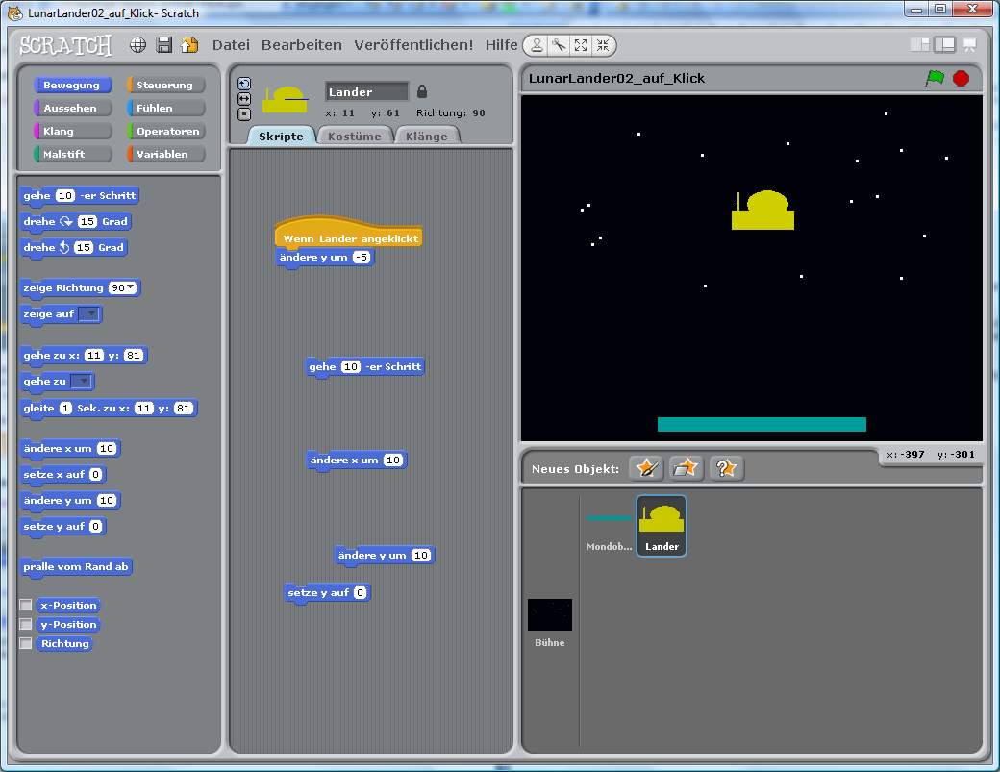 LunarLander02_auf_Klick- Scratch
SCRATCH Datei Bearbeiten Veröffentlichen! Hilfe
Bewegung Steuerung
Aussehen Fühlen
Klang Operatoren
Malstift Variablen
gehe 10 -er Schritt
drehe 15 Grad
drehe 15 Grad
zeige Richtung 90
zeige auf
gehe zu x: 11 y: 81
gehe zu
gleite 1 Sek. zu x: 11 y: 81
ändere x um 10
setze x auf 0
ändere y um 10
setze y auf 0
pralle vom Rand ab
x-Position
y-Position
Richtung
Lander
x: 11 y: 61 Richtung: 90
Skripte Kostüme Klänge
Wenn Lander angeklickt
ändere y um -5
gehe 10 -er Schritt
ändere x um 10
ändere y um 10
setze y auf 0
LunarLander02_auf_Klick
x: -397 y: -301
Neues Objekt:
Mondob... Lander
Bühne